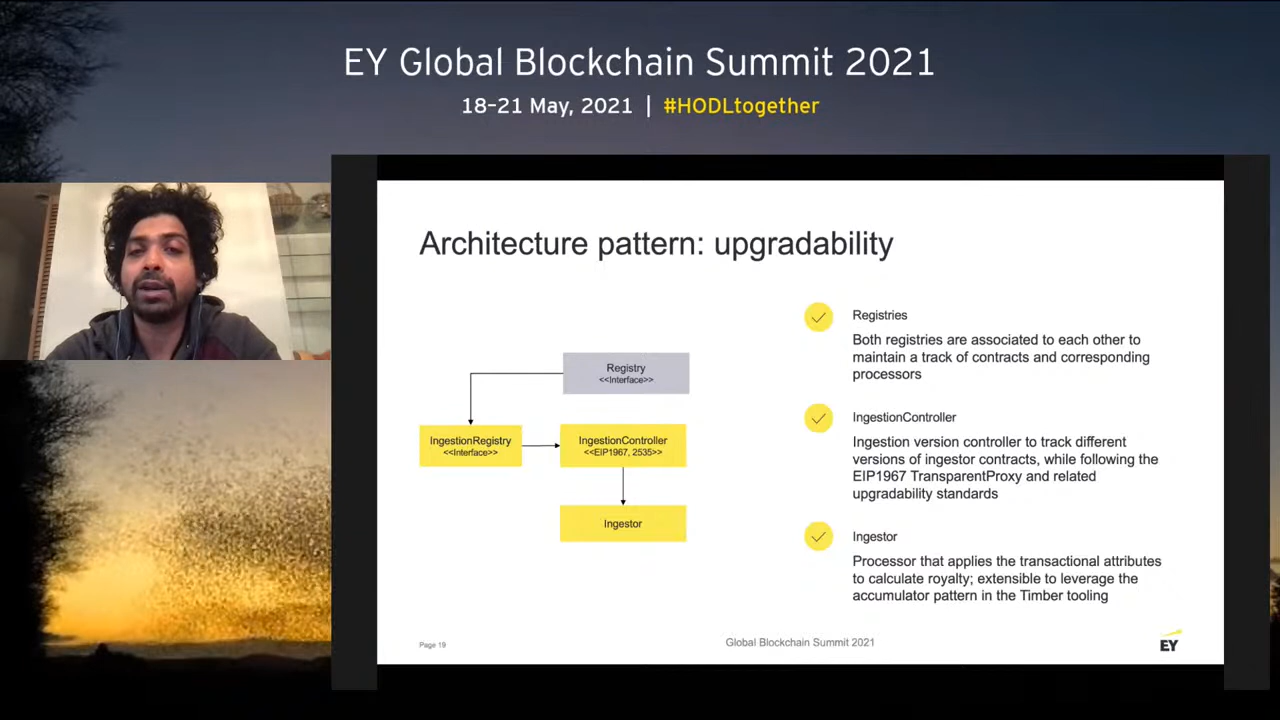 EY Global Blockchain Summit 2021
18–21 May, 2021 | #HODLtogether
Architecture pattern: upgradability
Registry
<<Interface>>
IngestionRegistry
<<Interface>>
IngestionController
<<EIP1967, 2535>>
Ingestor
Registries
Both registries are associated to each other to
maintain a track of contracts and corresponding
processors
IngestionController
Ingestion version controller to track different
versions of ingestor contracts, while following the
EIP1967 TransparentProxy and related
upgradability standards
Ingestor
Processor that applies the transactional attributes
to calculate royalty; extensible to leverage the
accumulator pattern in the Timber tooling
Page 19
Global Blockchain Summit 2021
EY